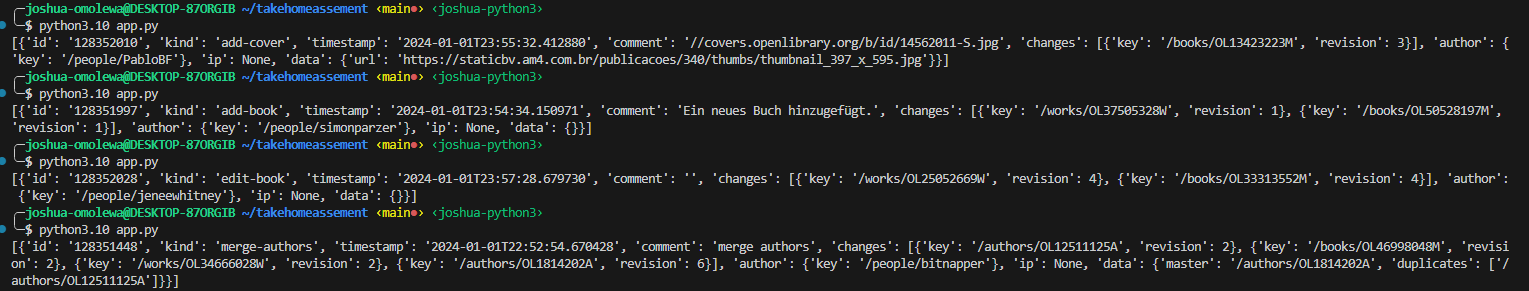 joshua-omolewa@DESKTOP-87ORGIB ~/takehomeassement ‹main●› ‹joshua-python3›
$ python3.10 app.py
[{'id': '128352010', 'kind': 'add-cover', 'timestamp': '2024-01-01T23:55:32.412880', 'comment': '//covers.openlibrary.org/b/id/14562011-S.jpg', 'changes': [{'key': '/books/OL13423223M', 'revision': 3}], 'author': {
'key': '/people/PabloBF'}, 'ip': None, 'data': {'url': 'https://staticbv.am4.com.br/publicacoes/340/thumbs/thumbnail_397_x_595.jpg'}}]
joshua-omolewa@DESKTOP-87ORGIB ~/takehomeassement ‹main●› ‹joshua-python3›
$ python3.10 app.py
[{'id': '128351997', 'kind': 'add-book', 'timestamp': '2024-01-01T23:54:34.150971', 'comment': 'Ein neues Buch hinzugefügt.', 'changes': [{'key': '/works/OL37505328W', 'revision': 1}, {'key': '/books/OL50528197M',
'revision': 1}], 'author': {'key': '/people/simonparzer'}, 'ip': None, 'data': {}}]
joshua-omolewa@DESKTOP-87ORGIB ~/takehomeassement ‹main●› ‹joshua-python3›
$ python3.10 app.py
[{'id': '128352028', 'kind': 'edit-book', 'timestamp': '2024-01-01T23:57:28.679730', 'comment': '', 'changes': [{'key': '/works/OL25052669W', 'revision': 4}, {'key': '/books/OL33313552M', 'revision': 4}], 'author':
{'key': '/people/jeneewhitney'}, 'ip': None, 'data': {}}]
joshua-omolewa@DESKTOP-87ORGIB ~/takehomeassement ‹main●› ‹joshua-python3›
$ python3.10 app.py
[{'id': '128351448', 'kind': 'merge-authors', 'timestamp': '2024-01-01T22:52:54.670428', 'comment': 'merge authors', 'changes': [{'key': '/authors/OL12511125A', 'revision': 2}, {'key': '/books/OL46998048M', 'revisi
on': 2}, {'key': '/works/OL34666028W', 'revision': 2}, {'key': '/authors/OL1814202A', 'revision': 6}], 'author': {'key': '/people/bitnapper'}, 'ip': None, 'data': {'master': '/authors/OL1814202A', 'duplicates': ['/
authors/OL12511125A']}}]